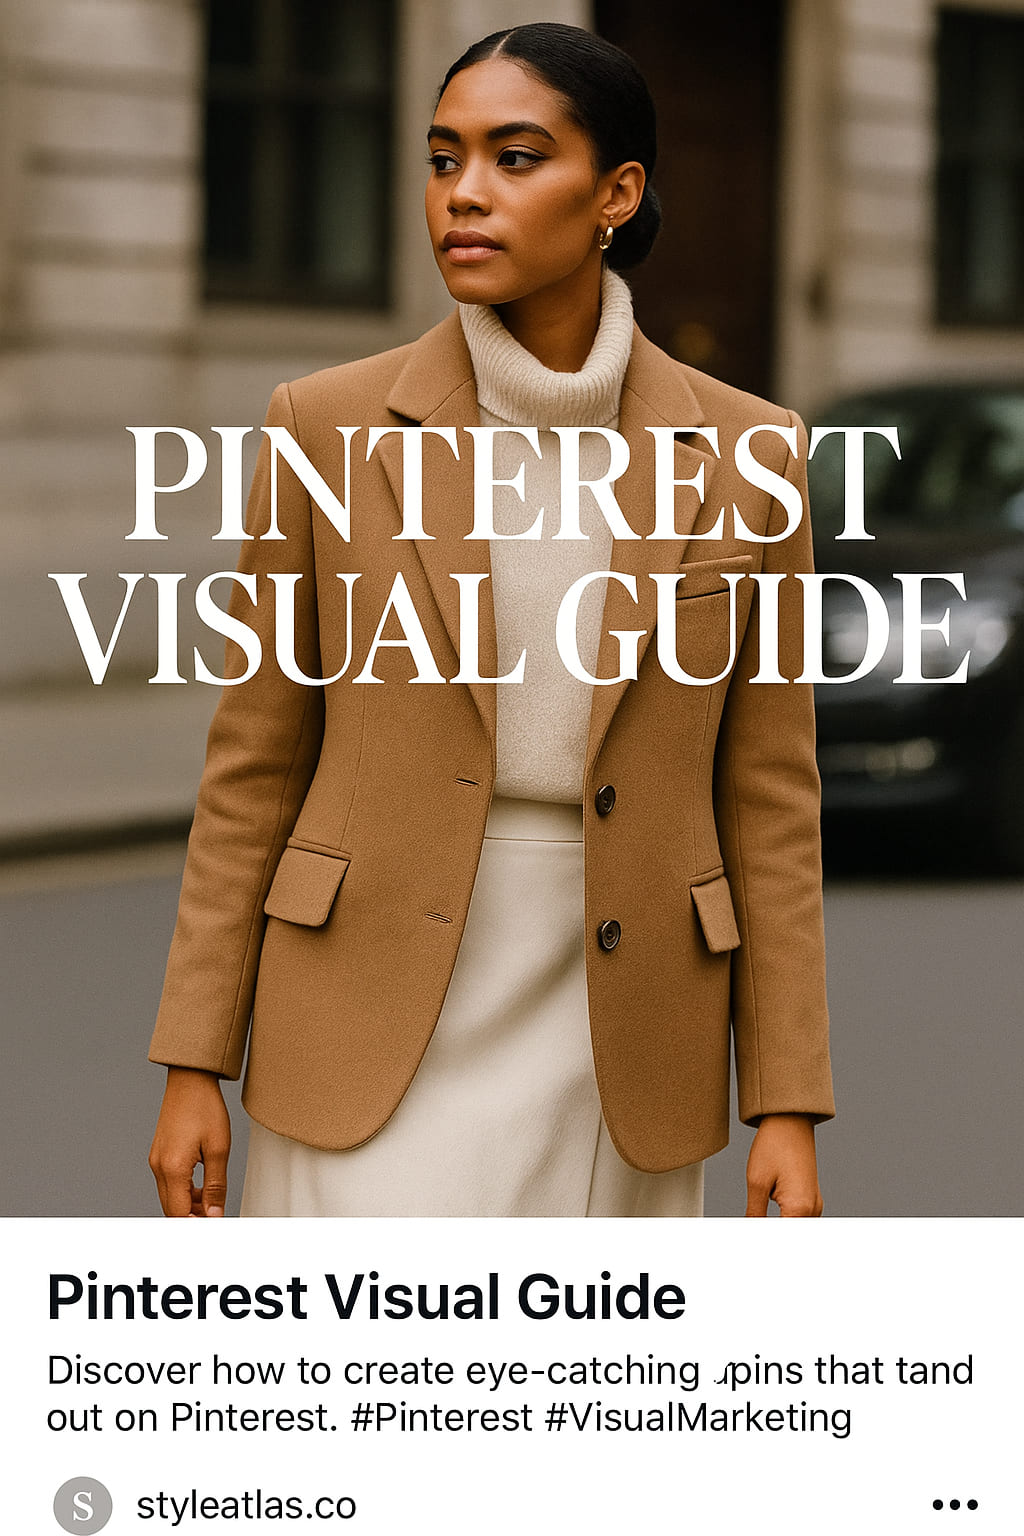 PINTEREST
VISUAL GUIDE
Pinterest Visual Guide
Discover how to create eye-catching pins that tand
out on Pinterest. #Pinterest #VisualMarketing
S
styleatlas.co